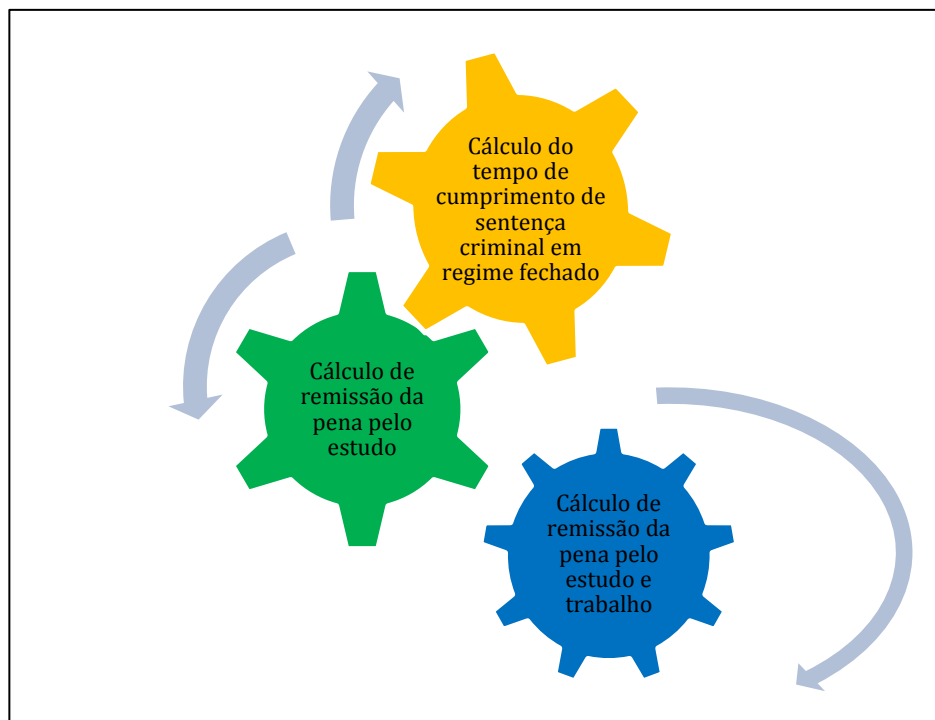 Cálculo do
tempo de
cumprimento de
sentença
criminal em
regime fechado
Cálculo de
remissão da
pena pelo
estudo
Cálculo de
remissão da
pena pelo
estudo e
trabalho